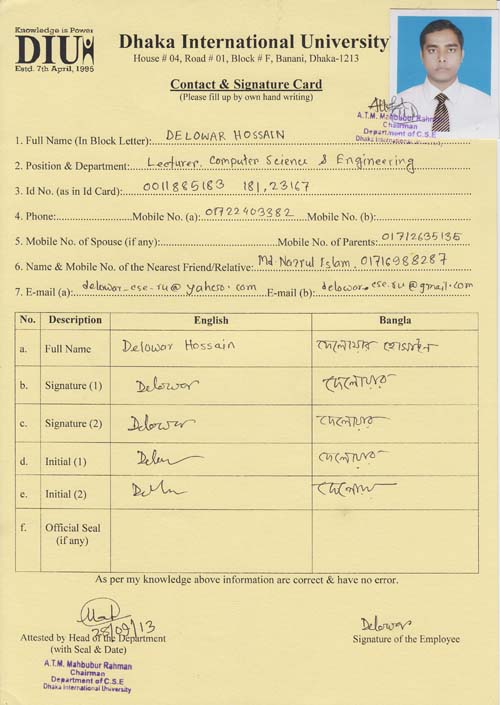 Knowledge is Power
DIU
Estd. 7th April, 1995
Dhaka International University
House # 04, Road # 01, Block # F, Banani, Dhaka-1213
Contact & Signature Card
(Please fill up by own hand writing)
A.T.M. Mahbubur Rahm
Chairman
Department of C.S.E
Dhaka International Univers
1. Full Name (In Block Letter): DELOWAR HOSSAIN
2. Position & Department: Lecturer, Computer Science & Engineering
3. Id No. (as in Id Card): 0011885183 181,23167
4. Phone: Mobile No. (a): 01722403382 Mobile No. (b):
5. Mobile No. of Spouse (if any): Mobile No. of Parents: 01712635135
6. Name & Mobile No. of the Nearest Friend/Relative: Md. Nazrul Islam, 01716988287
7. E-mail (a): delowar_cse_ru@yahoo.com E-mail (b): delowar.cse.ru@gmail.com
No. Description English Bangla
a. Full Name Delowar Hossain দেলোয়ার হোসাইন
b. Signature (1) Delowar দেলোয়ার
c. Signature (2) Delowar দেলোয়ার
d. Initial (1)
e. Initial (2)
f. Official Seal
(if any)
As per my knowledge above information are correct & have no error.
28/09/13 Delowar
Attested by Head of the Department Signature of the Employee
(with Seal & Date)
A.T.M. Mahbubur Rahman
Chairman
Department of C.S.E
Dhaka International University